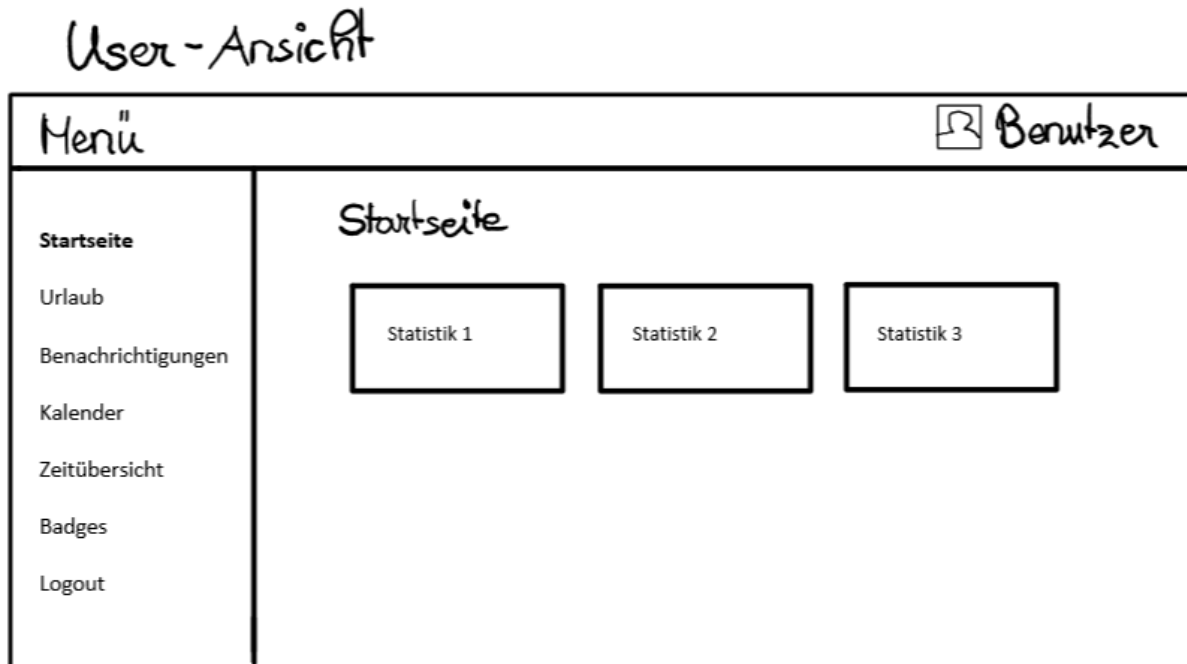 User-Ansicht
Menü
Benutzer
Startseite
Urlaub
Benachrichtigungen
Kalender
Zeitübersicht
Badges
Logout
Startseite
Statistik 1
Statistik 2
Statistik 3